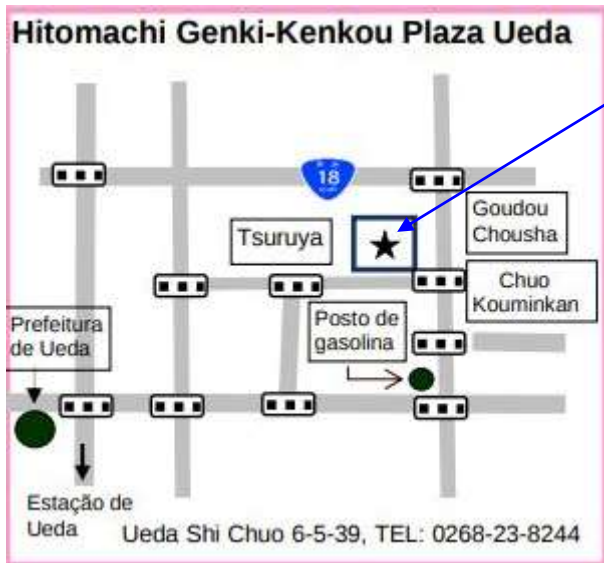 Hitomachi Genki-Kenkou Plaza Ueda
18
Goudou
Chousha
Tsuruya
Chuo
Kouminkan
Posto de
gasolina
Prefeitura
de Ueda
Estação de
Ueda
Ueda Shi Chuo 6-5-39, TEL: 0268-23-8244